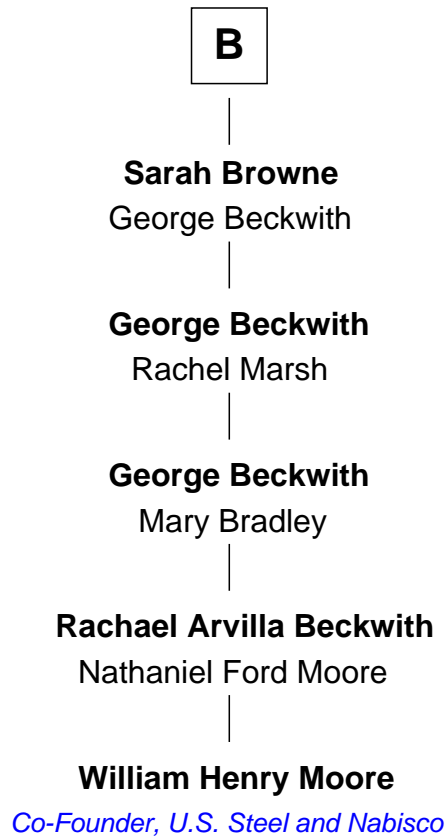 B
Sarah Browne
George Beckwith
George Beckwith
Rachel Marsh
George Beckwith
Mary Bradley
Rachael Arvilla Beckwith
Nathaniel Ford Moore
William Henry Moore
Co-Founder, U.S. Steel and Nabisco